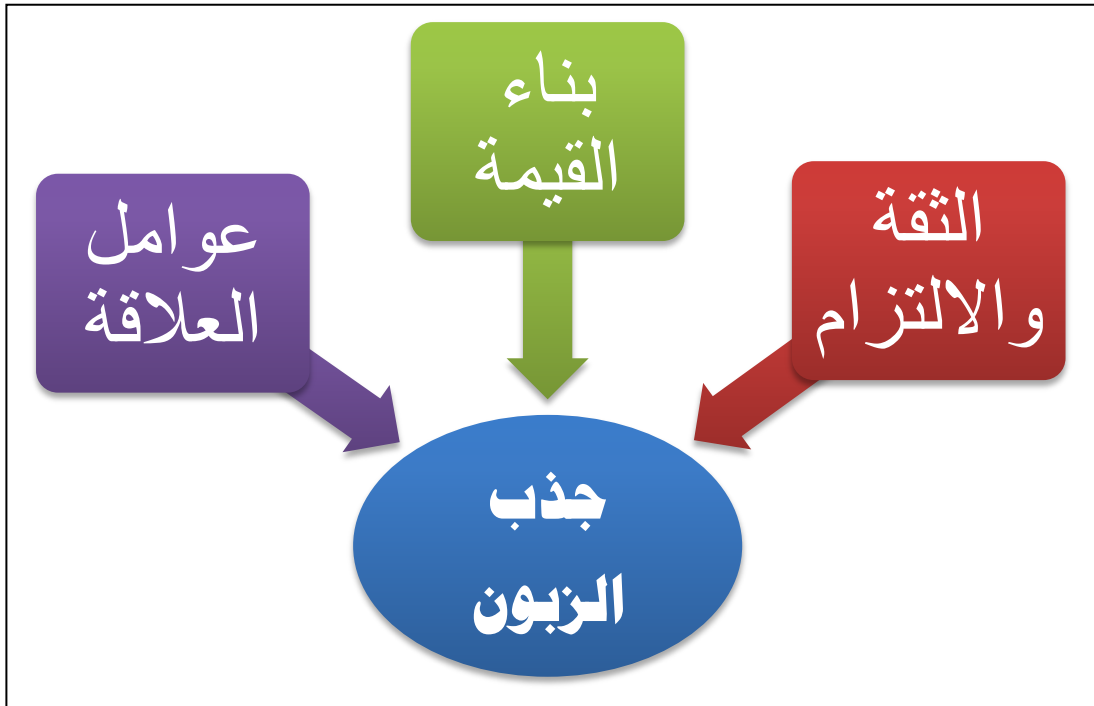 بناء
القيمة
الثقة
والالتزام
عوامل
العلاقة
جذب
الزبون